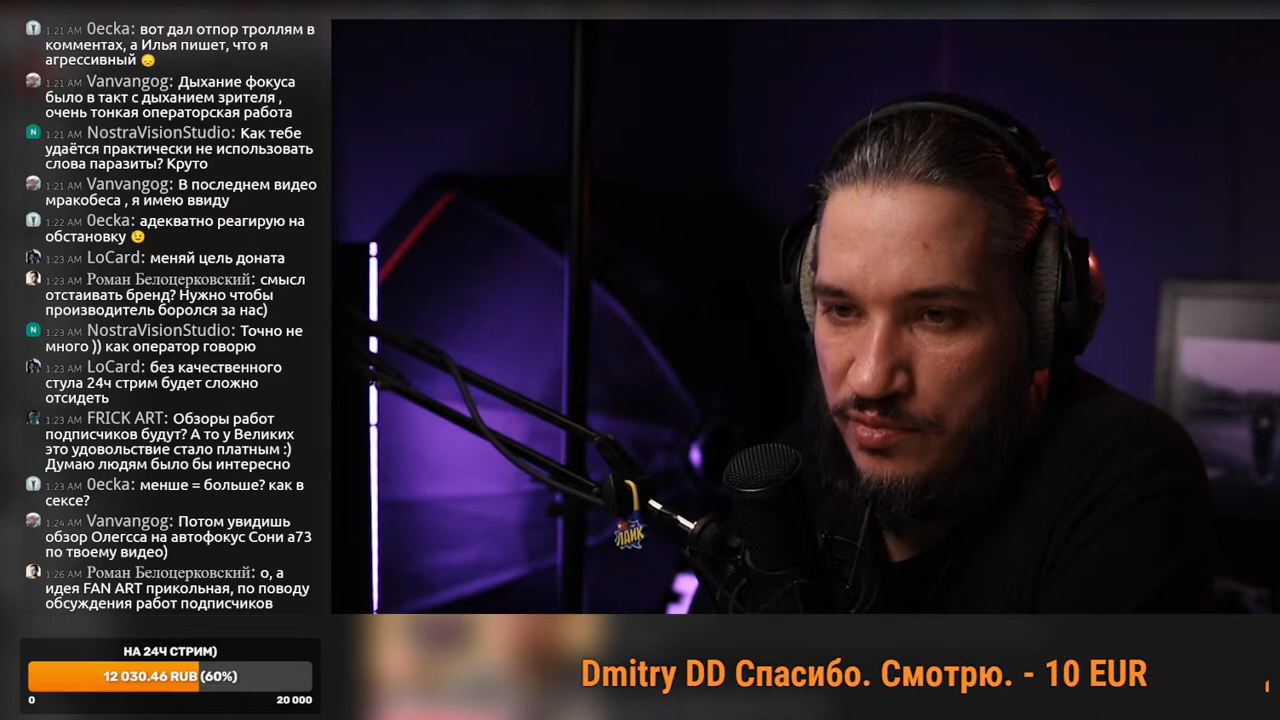 1:21 AM 0ecka: вот дал отпор троллям в
комментах, а Илья пишет, что я
агрессивный 😞
1:21 AM Vanvangog: Дыхание фокуса
было в такт с дыханием зрителя ,
очень тонкая операторская работа
N 1:21 AM NostraVisionStudio: Как тебе
удаётся практически не использовать
слова паразиты? Круто
1:21 AM Vanvangog: В последнем видео
мракобеса , я имею ввиду
1:22 AM 0ecka: адекватно реагирую на
обстановку 😉
1:23 AM LoCard: меняй цель доната
1:23 AM Роман Белоцерковский: смысл
отстаивать бренд? Нужно чтобы
производитель боролся за нас)
N 1:23 AM NostraVisionStudio: Точно не
много )) как оператор говорю
1:23 AM LoCard: без качественного
стула 24ч стрим будет сложно
отсидеть
1:23 AM FRICK ART: Обзоры работ
подписчиков будут? А то у Великих
это удовольствие стало платным :)
Думаю людям было бы интересно
1:23 AM 0ecka: менше = больше? как в
сексе?
1:24 AM Vanvangog: Потом увидишь
обзор Олегсса на автофокус Сони а73
по твоему видео)
1:26 AM Роман Белоцерковский: о, а
идея FAN ART прикольная, по поводу
обсуждения работ подписчиков
НА 24Ч СТРИМ)
12 030.46 RUB (60%)
0 20 000
ЛАЙК
Dmitry DD Спасибо. Смотрю. - 10 EUR